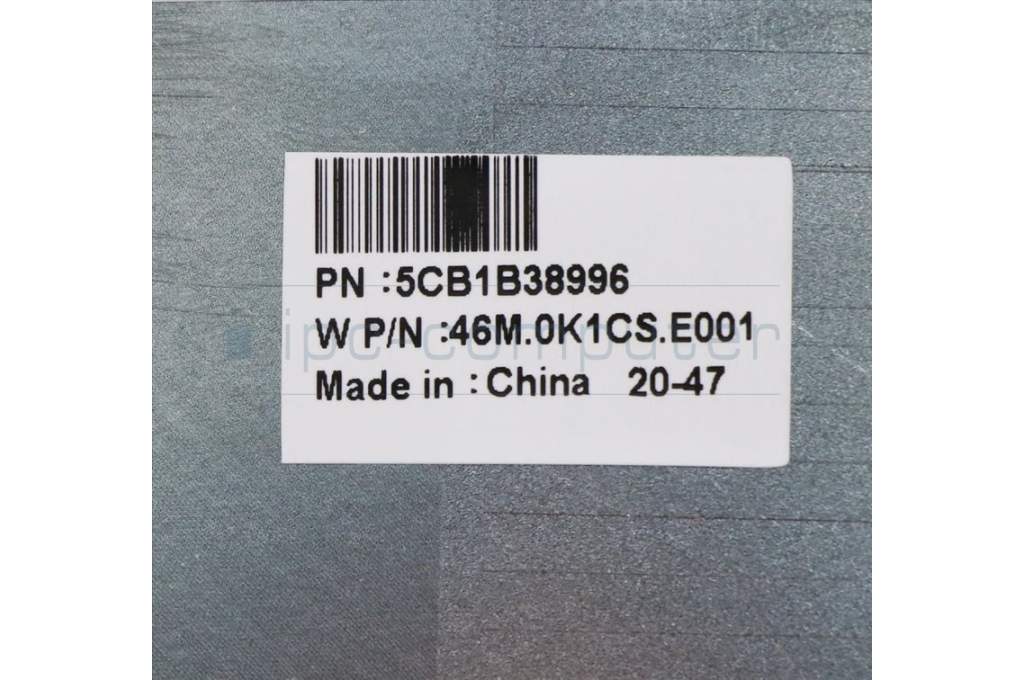 PN :5CB1B38996
W P/N :46M.0K1CS.E001
ipc-computer
Made in :China 20-47